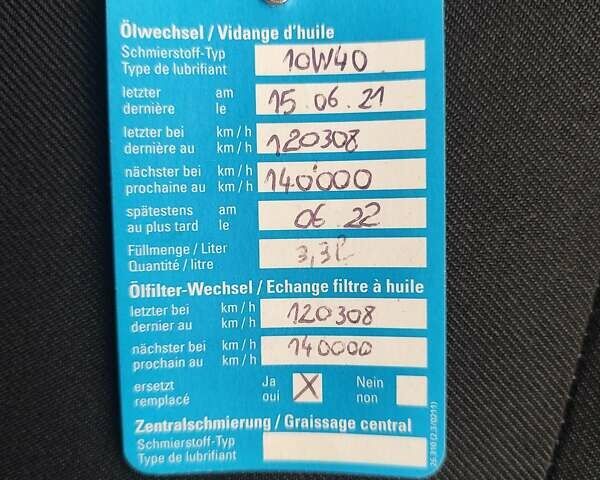 Ölwechsel / Vidange d'huile
Schmierstoff-Typ
Type de lubrifiant 10W40
letzter am
dernière le 15.06.21
letzter bei km / h
dernière au km / h 120308
nächster bei km / h
prochaine au km / h 140'000
spätestens am
au plus tard le 06.22
Füllmenge / Liter
Quantité / litre 3,3l
Ölfilter-Wechsel / Echange filtre à huile
letzter bei km / h
dernier au km / h 120308
nächster bei km / h
prochain au km / h 140000
ersetzt Ja Nein
remplacé oui X non
Zentralschmierung / Graissage central
Schmierstoff-Typ
Type de lubrifiant